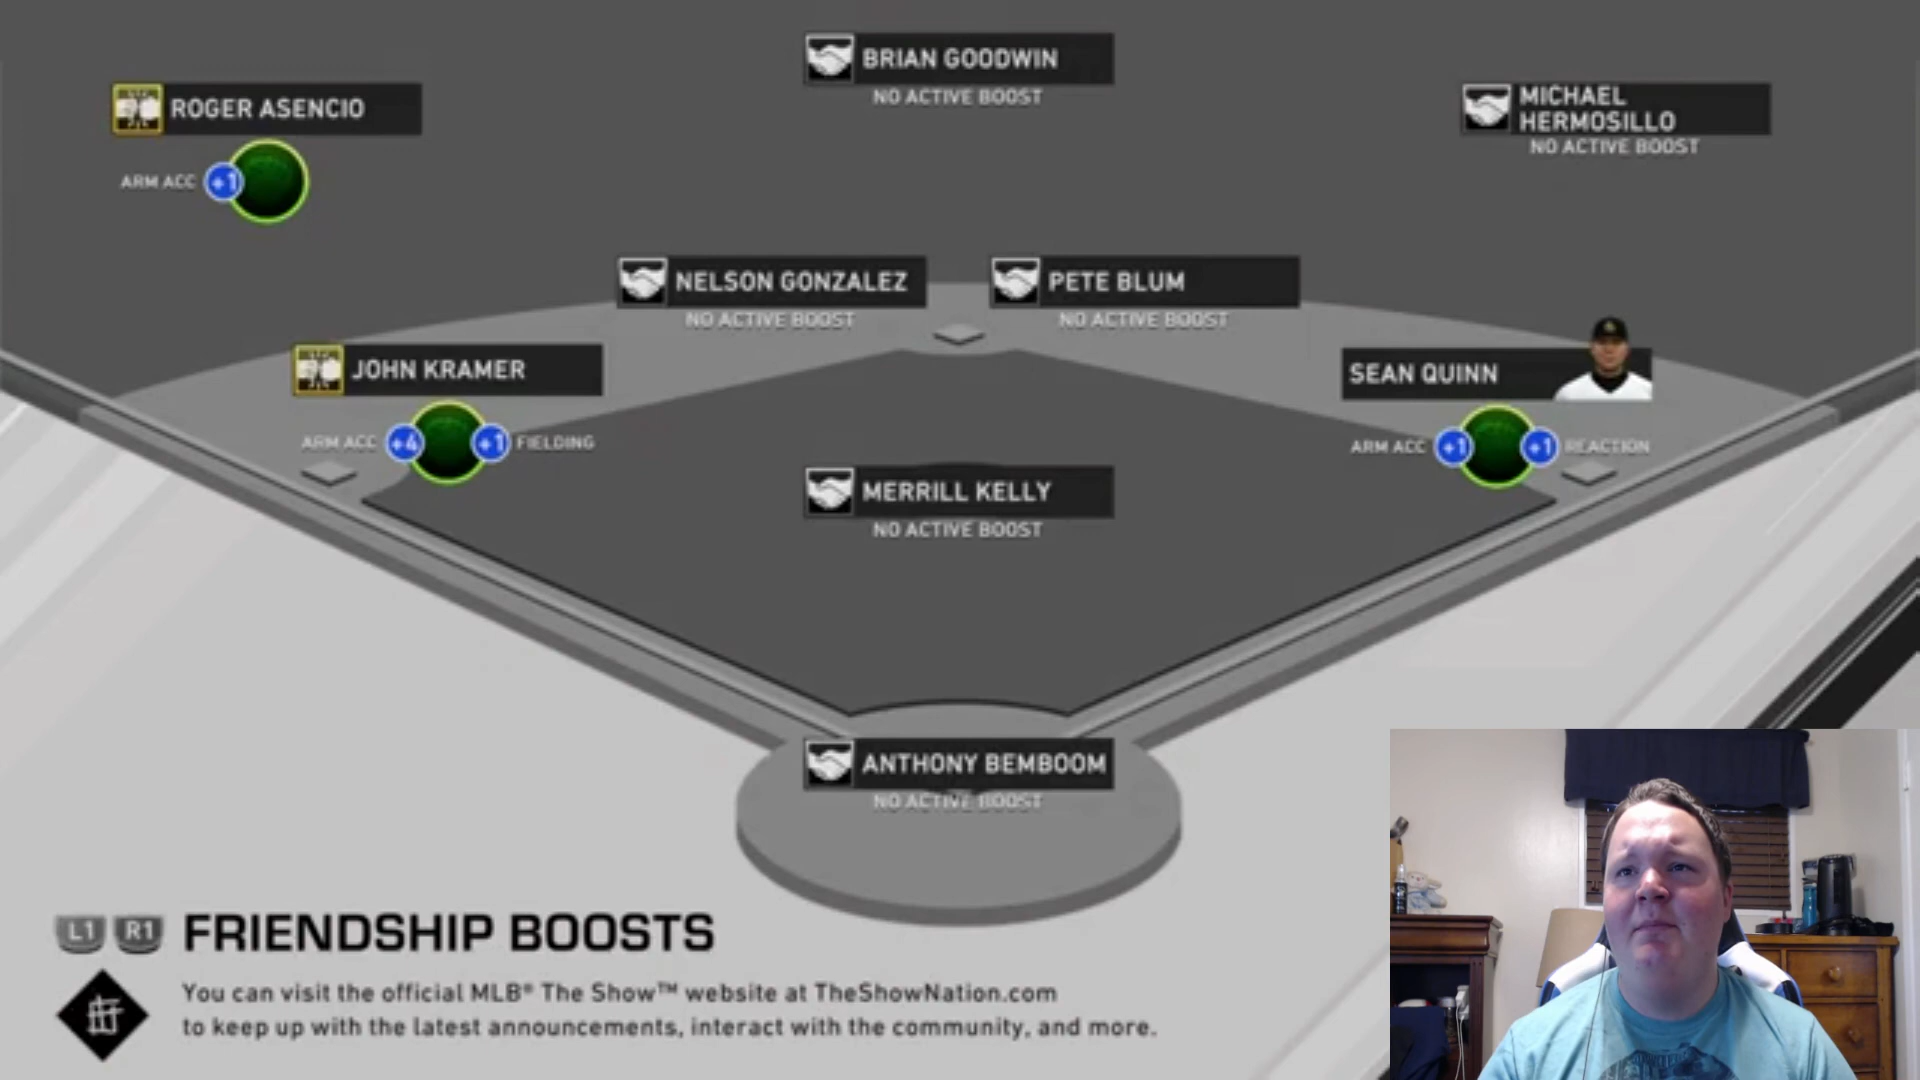 BRIAN GOODWIN
NO ACTIVE BOOST
ROGER ASENCIO
ARM ACC +1
MICHAEL
HERMOSILLO
NO ACTIVE BOOST
NELSON GONZALEZ
NO ACTIVE BOOST
PETE BLUM
NO ACTIVE BOOST
JOHN KRAMER
ARM ACC +4 +1 FIELDING
SEAN QUINN
ARM ACC +1 +1 REACTION
MERRILL KELLY
NO ACTIVE BOOST
ANTHONY BEMBOOM
NO ACTIVE BOOST
L1 R1 FRIENDSHIP BOOSTS
You can visit the official MLB® The Show™ website at TheShowNation.com
to keep up with the latest announcements, interact with the community, and more.